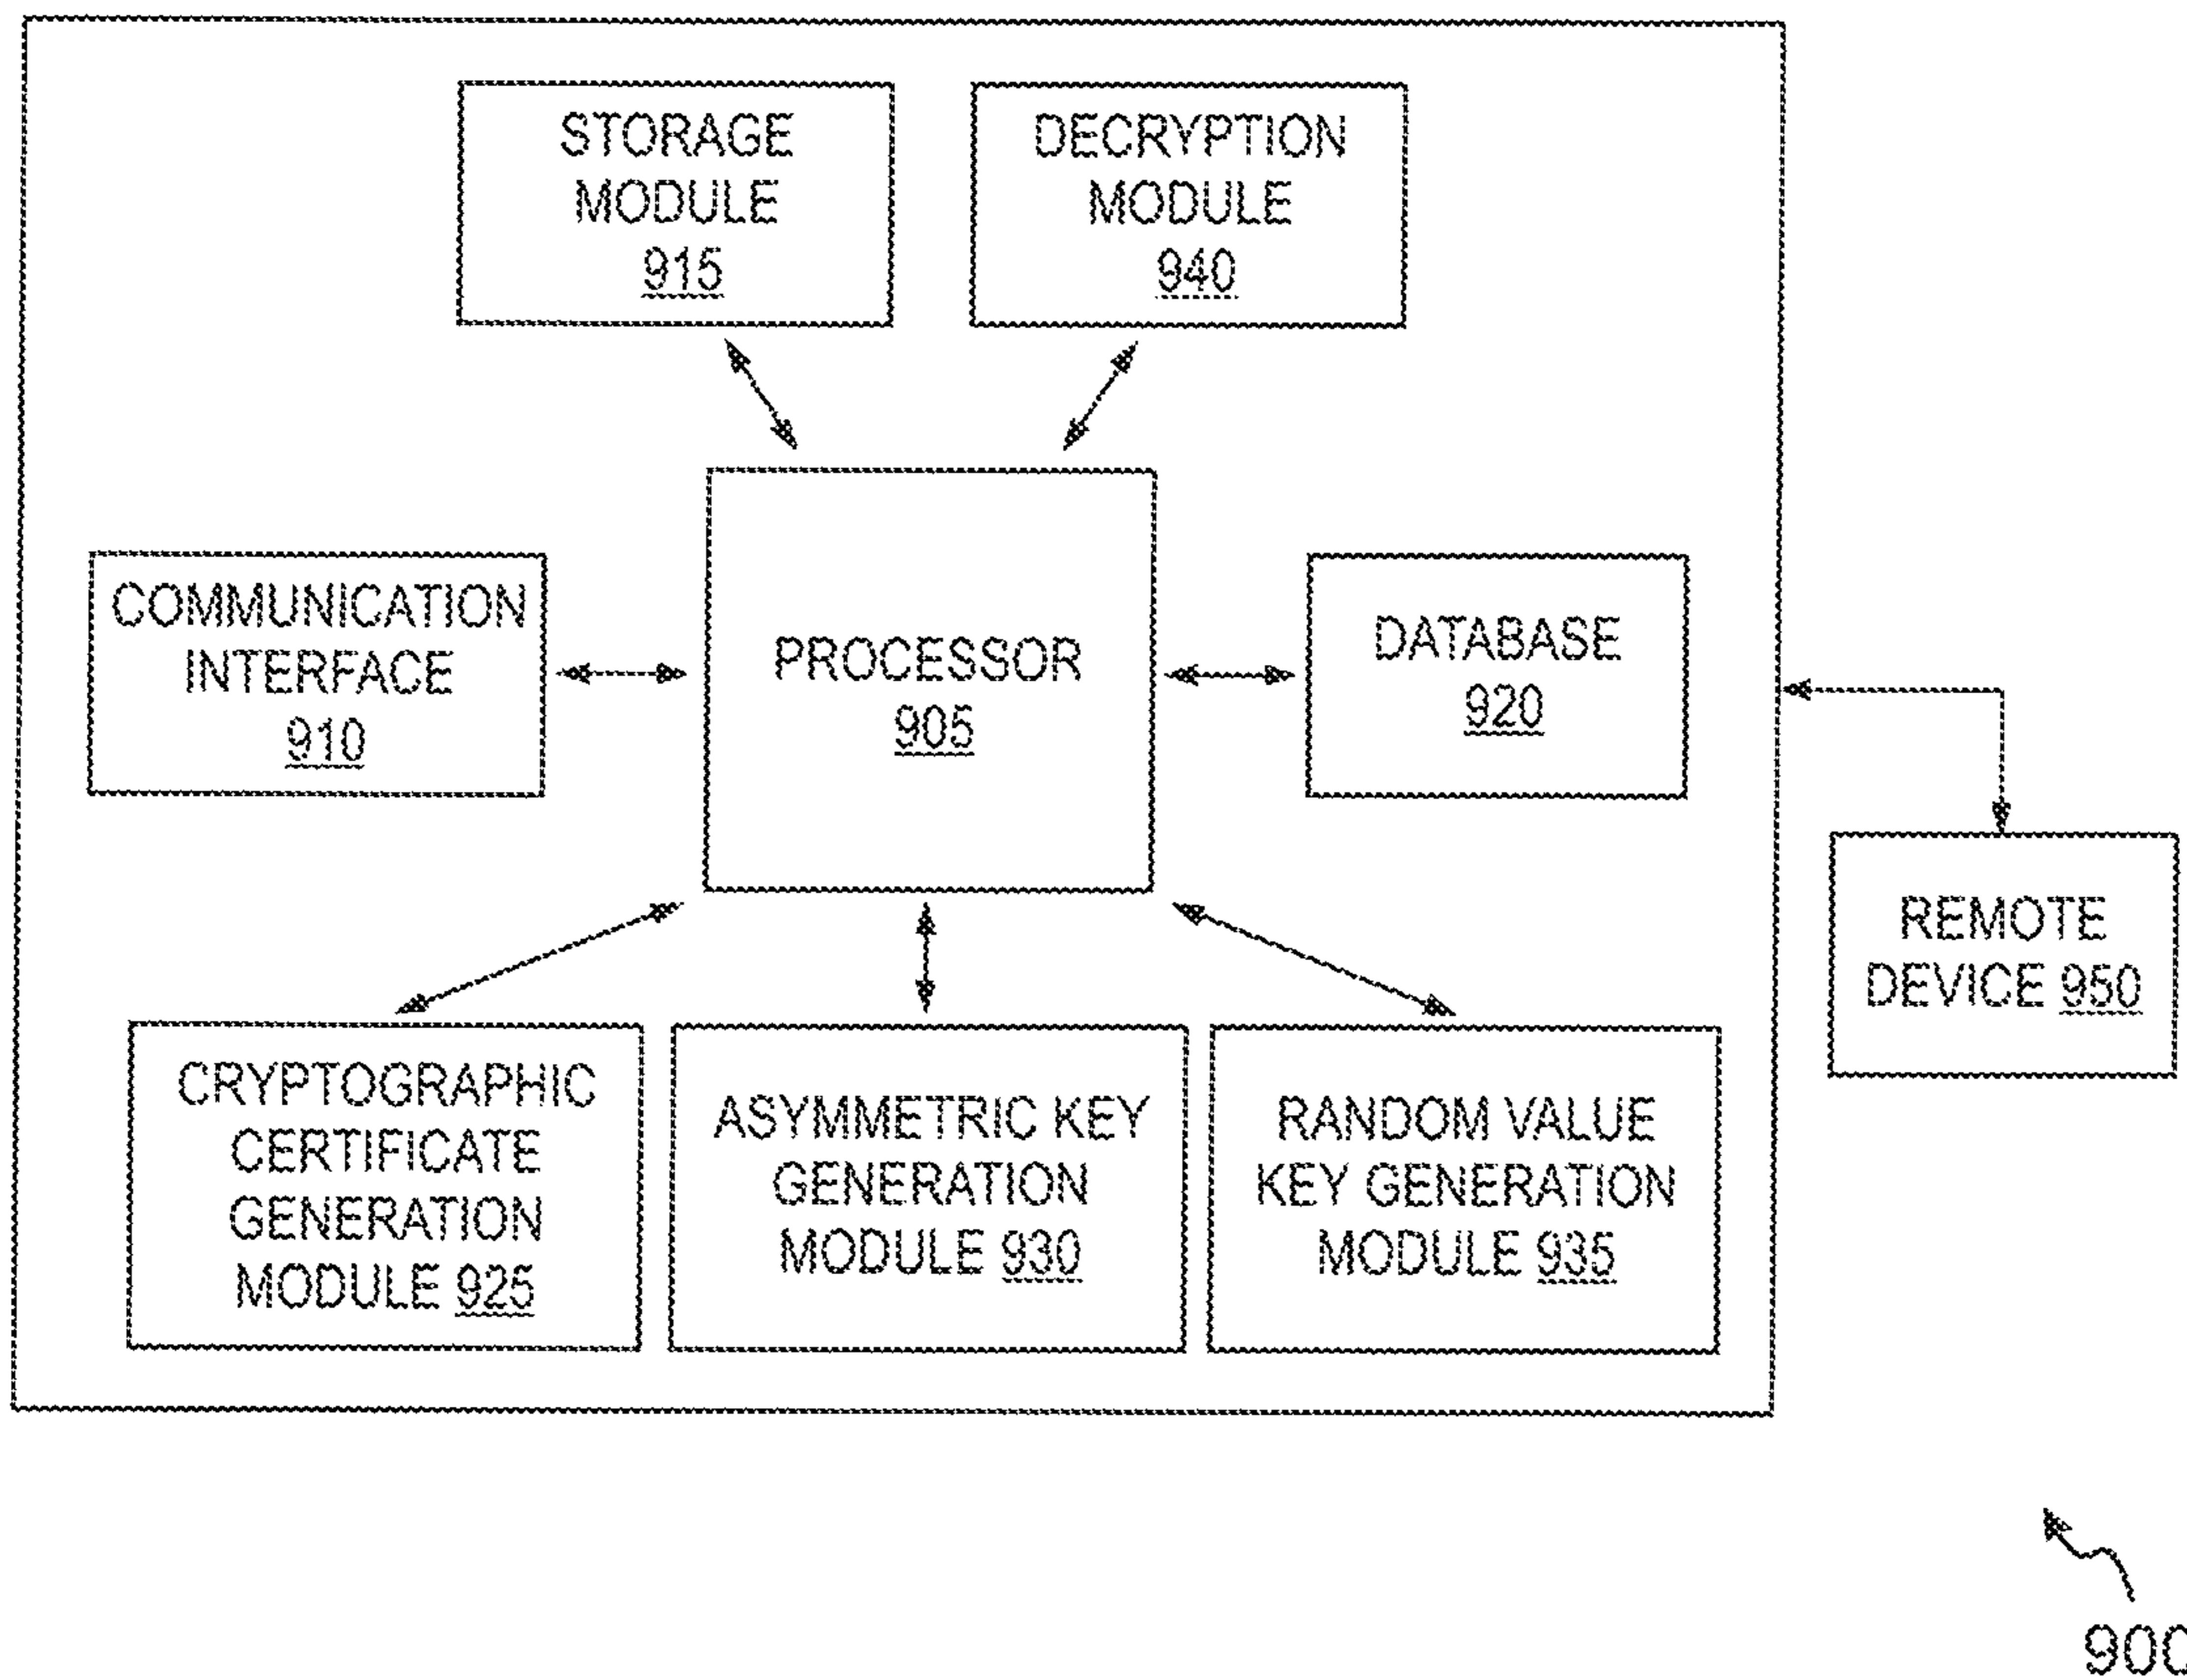 STORAGE
MODULE
915
DECRYPTION
MODULE
940
COMMUNICATION
INTERFACE
910
PROCESSOR
905
DATABASE
920
REMOTE
DEVICE 950
CRYPTOGRAPHIC
CERTIFICATE
GENERATION
MODULE 925
ASYMMETRIC KEY
GENERATION
MODULE 930
RANDOM VALUE
KEY GENERATION
MODULE 935
900